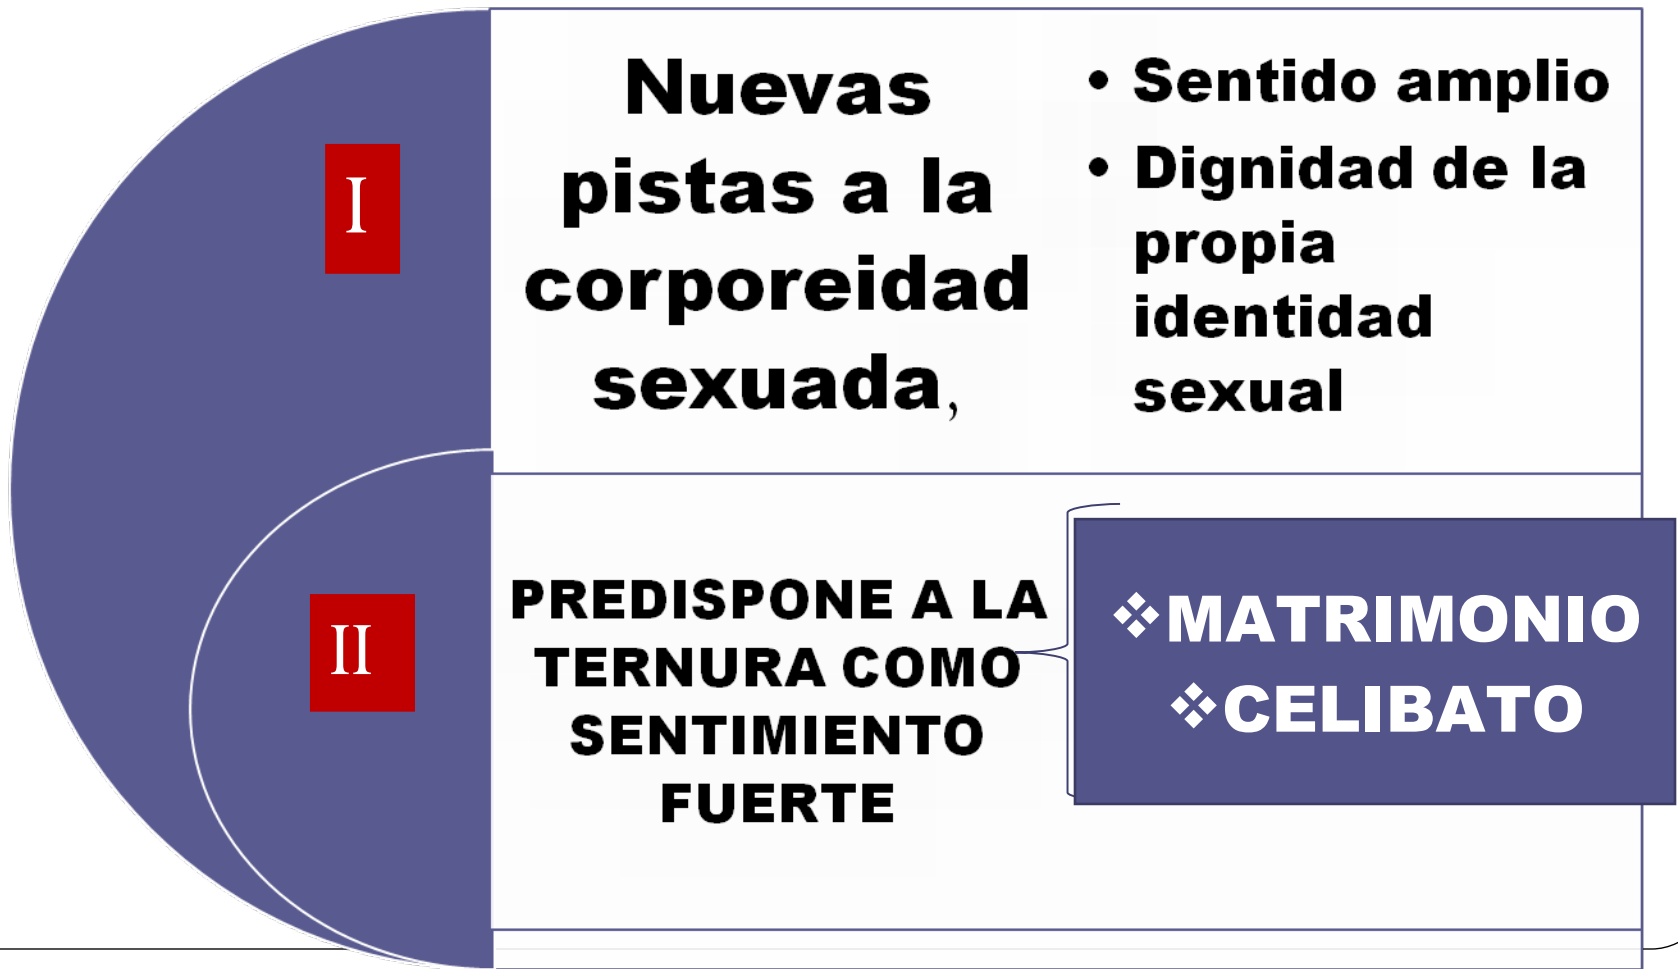 I
Nuevas
pistas a la
corporeidad
sexuada,
• Sentido amplio
• Dignidad de la
propia
identidad
sexual
II
PREDISPONE A LA
TERNURA COMO
SENTIMIENTO
FUERTE
❖MATRIMONIO
❖CELIBATO